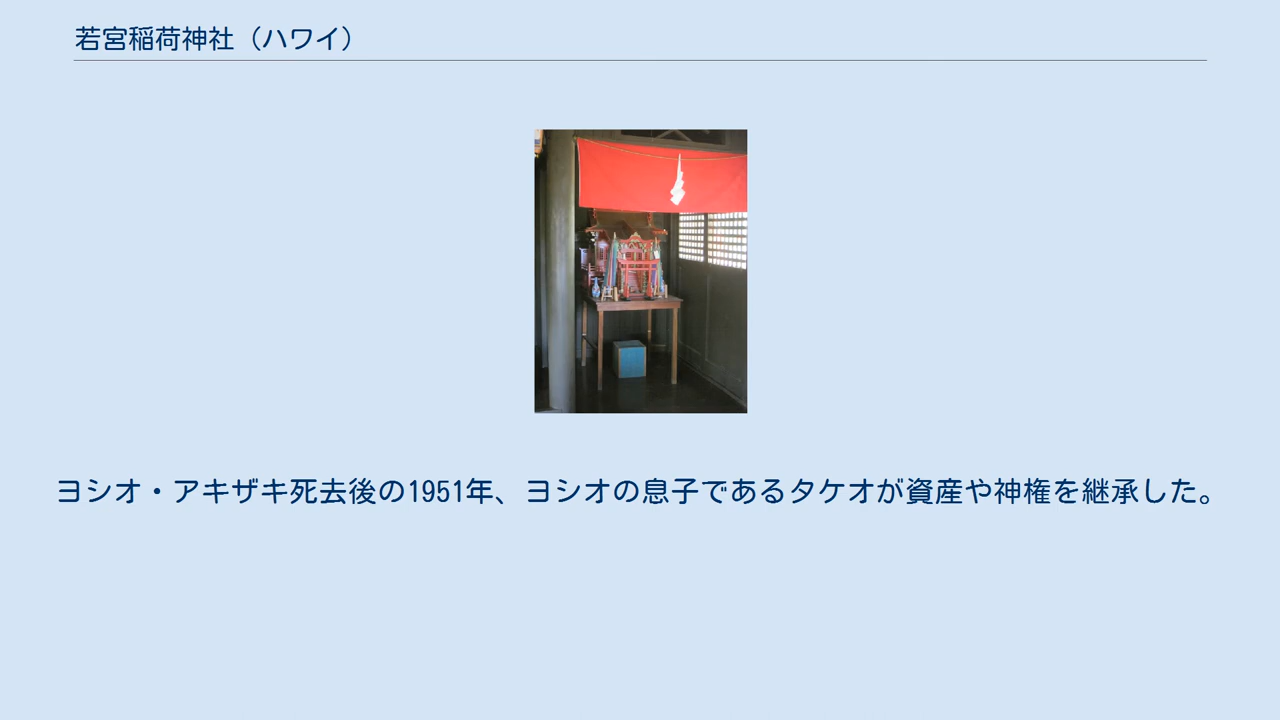 若宮稲荷神社（ハワイ）
ヨシオ・アキザキ死去後の1951年、ヨシオの息子であるタケオが資産や神権を継承した。